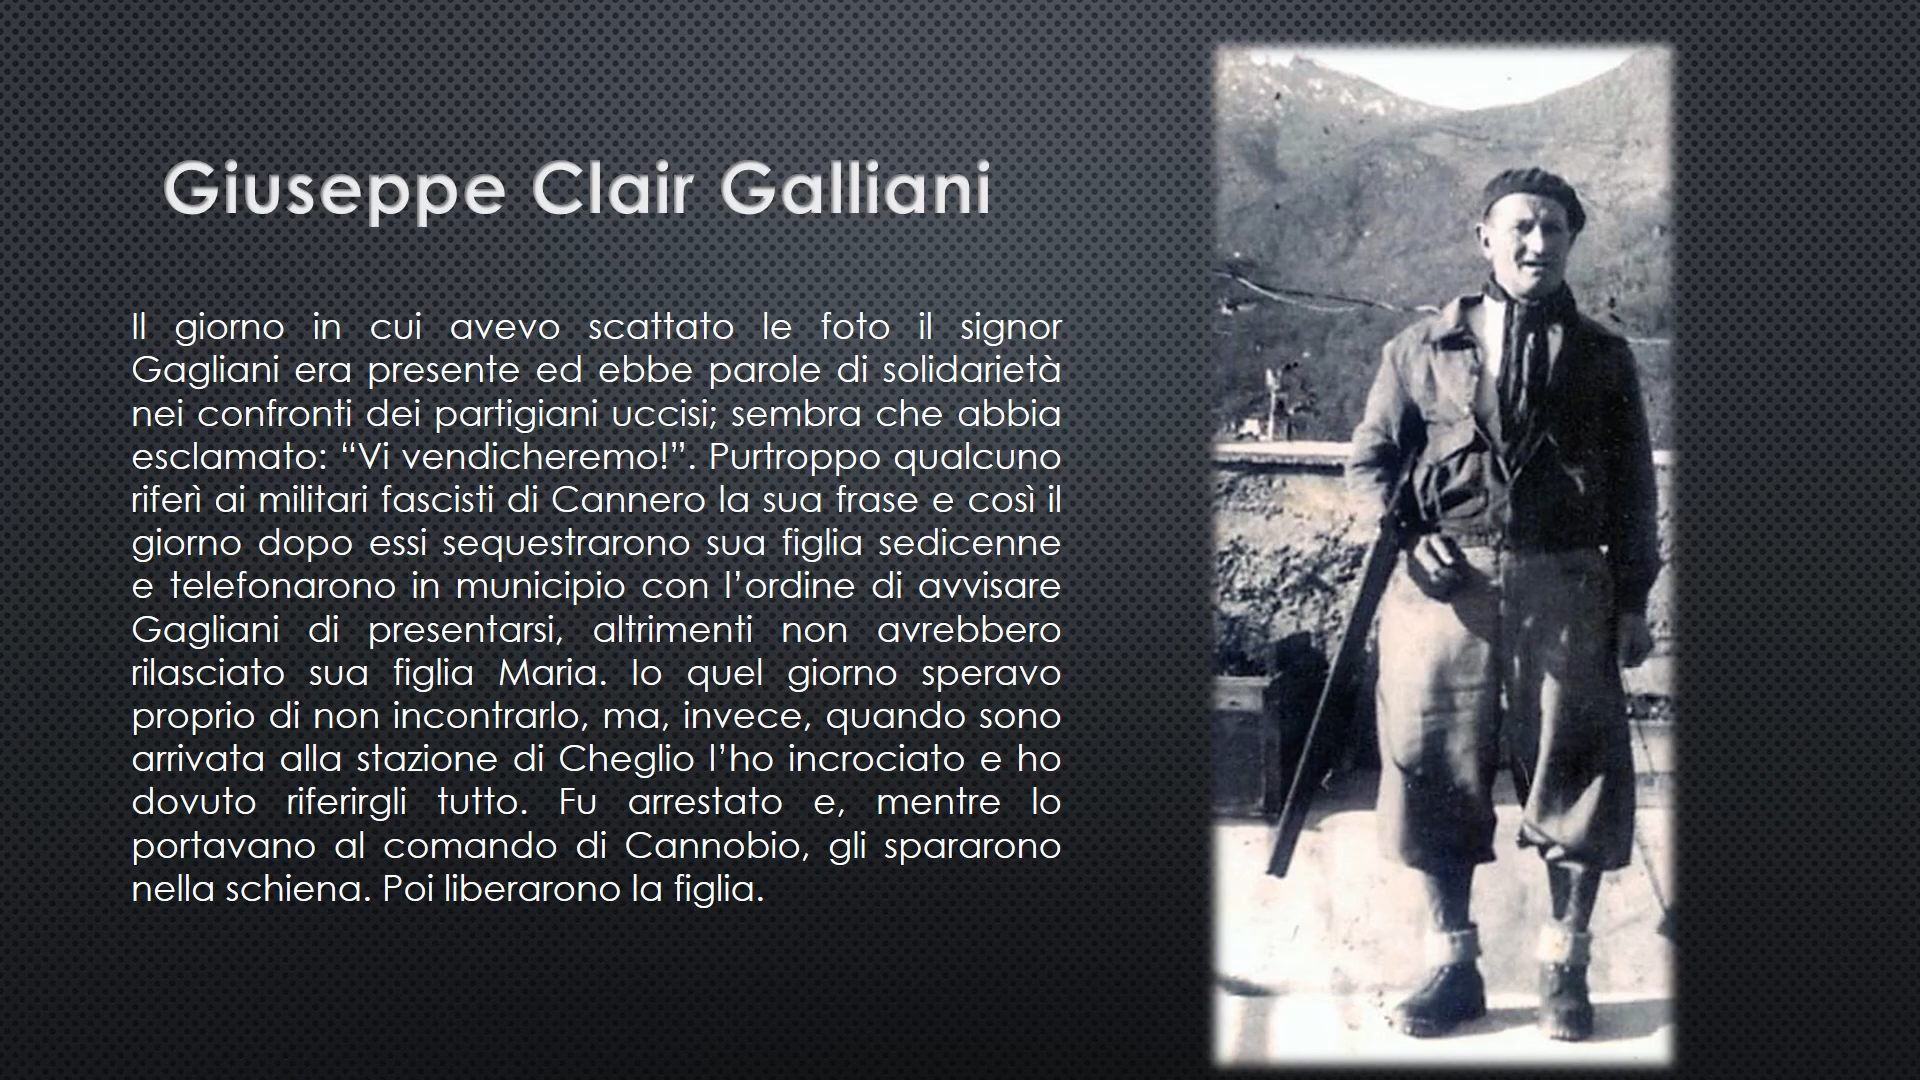 Giuseppe Clair Galliani
Il giorno in cui avevo scattato le foto il signor
Gagliani era presente ed ebbe parole di solidarietà
nei confronti dei partigiani uccisi; sembra che abbia
esclamato: “Vi vendicheremo!”. Purtroppo qualcuno
riferì ai militari fascisti di Cannero la sua frase e così il
giorno dopo essi sequestrarono sua figlia sedicenne
e telefonarono in municipio con l’ordine di avvisare
Gagliani di presentarsi, altrimenti non avrebbero
rilasciato sua figlia Maria. Io quel giorno speravo
proprio di non incontrarlo, ma, invece, quando sono
arrivata alla stazione di Cheglio l’ho incrociato e ho
dovuto riferirgli tutto. Fu arrestato e, mentre lo
portavano al comando di Cannobio, gli spararono
nella schiena. Poi liberarono la figlia.